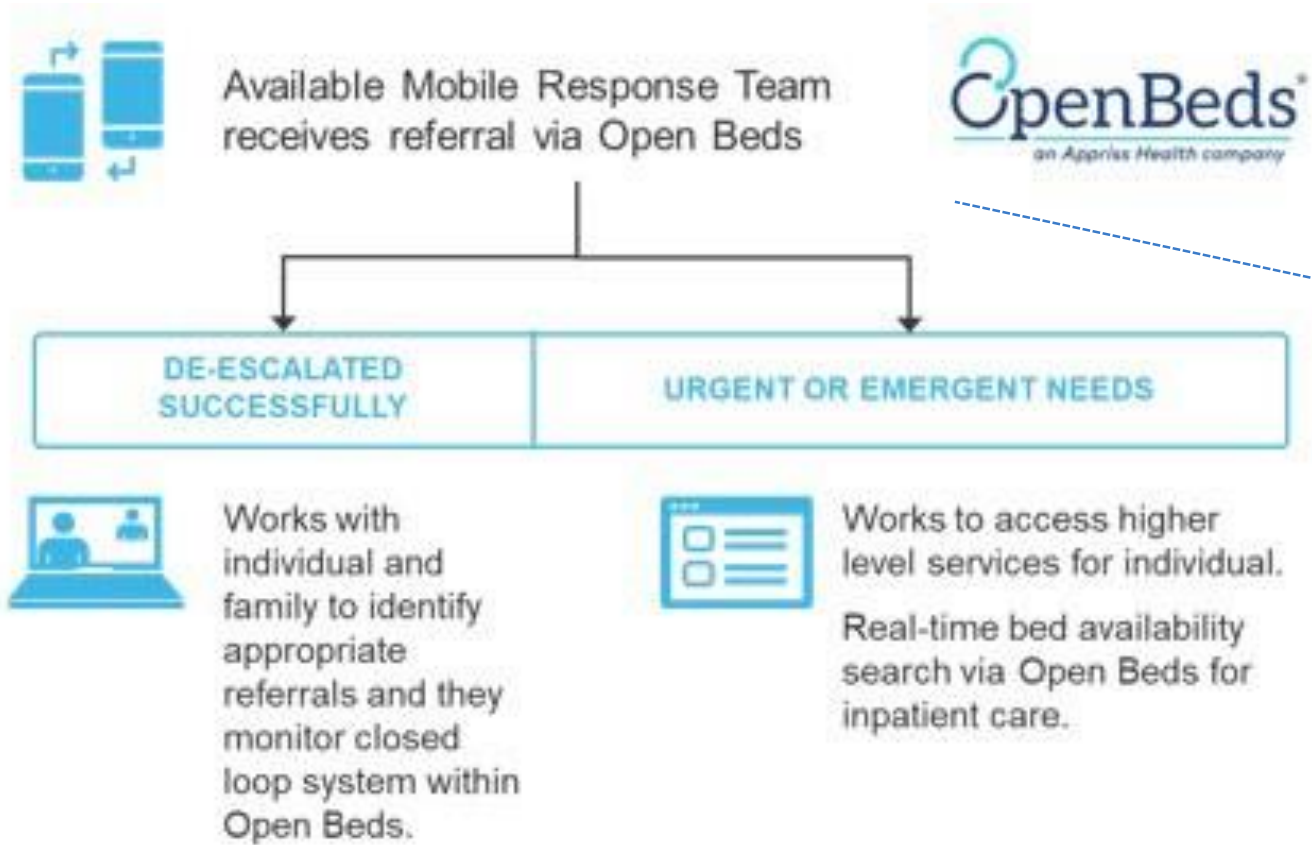 Available Mobile Response Team
receives referral via Open Beds
OpenBeds®
an Appriss Health company
DE-ESCALATED
SUCCESSFULLY
URGENT OR EMERGENT NEEDS
Works with
individual and
family to identify
appropriate
referrals and they
monitor closed
loop system within
Open Beds.
Works to access higher
level services for individual.
Real-time bed availability
search via Open Beds for
inpatient care.